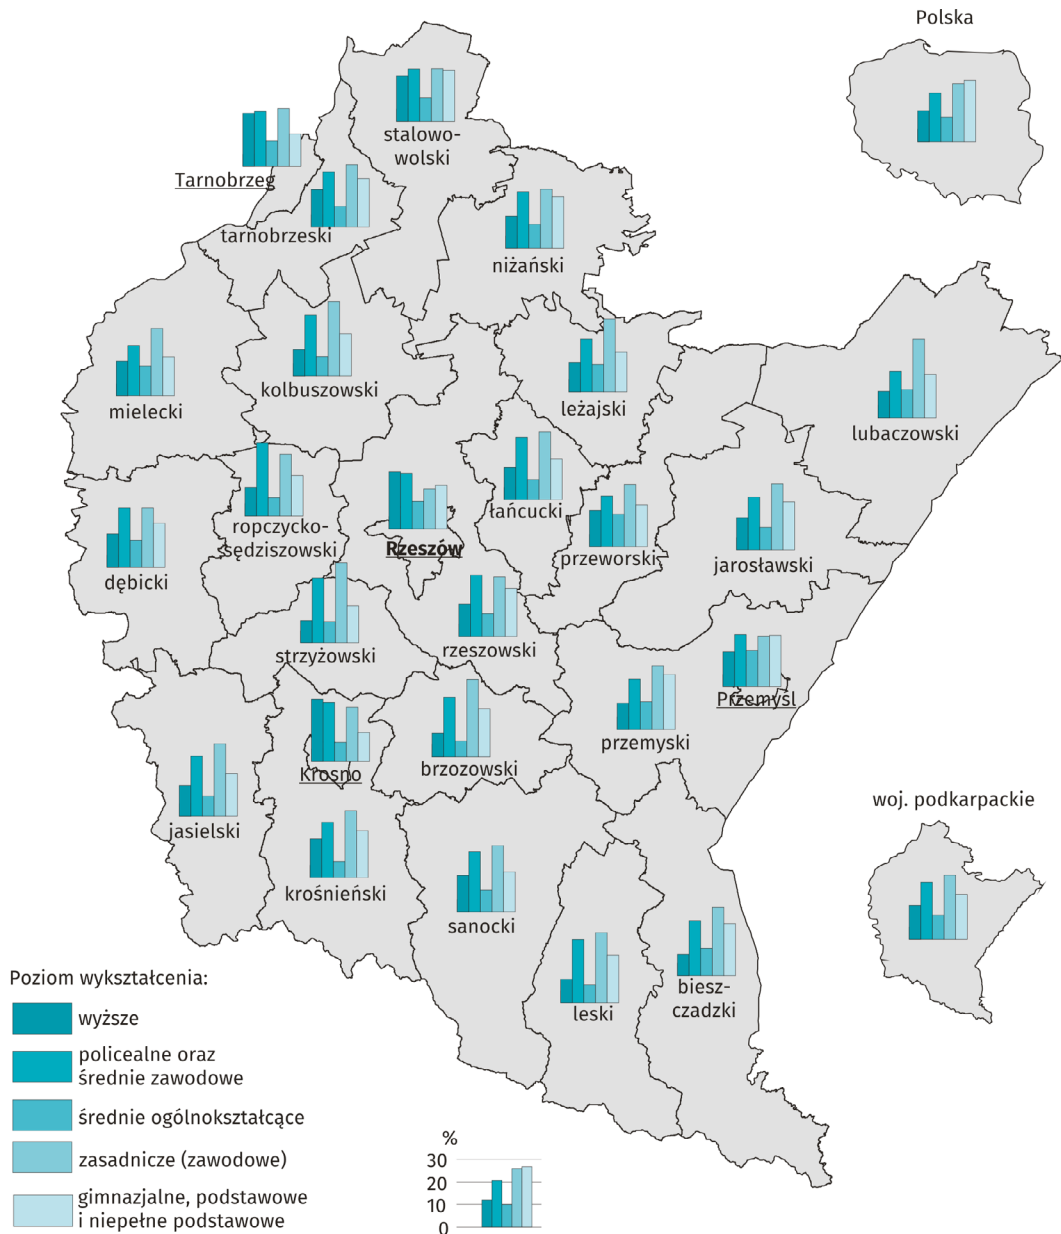 Polska
stalowo-
wolski
Tarnobrzeg
tarnobrzeski
niżański
mielecki
kolbuszowski
leżajski
lubaczowski
ropczycko-
sędziszowski
łańcucki
dębicki
Rzeszów
przeworski
jarosławski
strzyżowski
rzeszowski
Przemyśl
przemyski
Krosno
brzozowski
jasielski
woj. podkarpackie
krośnieński
sanocki
leski
biesz-
czadzki
Poziom wykształcenia:
wyższe
policealne oraz
średnie zawodowe
średnie ogólnokształcące
zasadnicze (zawodowe)
gimnazjalne, podstawowe
i niepełne podstawowe
%
30
20
10
0